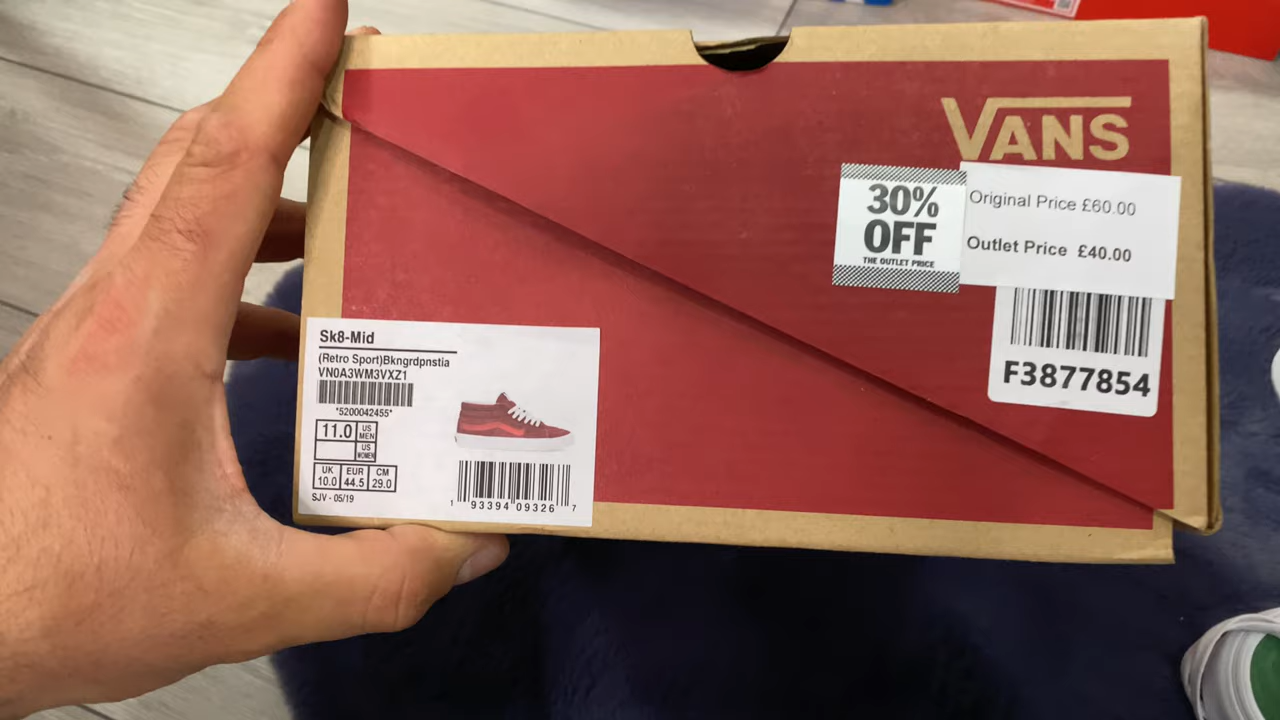 VANS
30%
OFF
THE OUTLET PRICE
Original Price £60.00
Outlet Price £40.00
F3877854
Sk8-Mid
(Retro Sport)Bkngrdpnstia
VN0A3WM3VXZ1
*5200042455*
11.0 US MEN
US WOMEN
UK EUR CM
10.0 44.5 29.0
SJV - 05/19
1 93394 09326 7